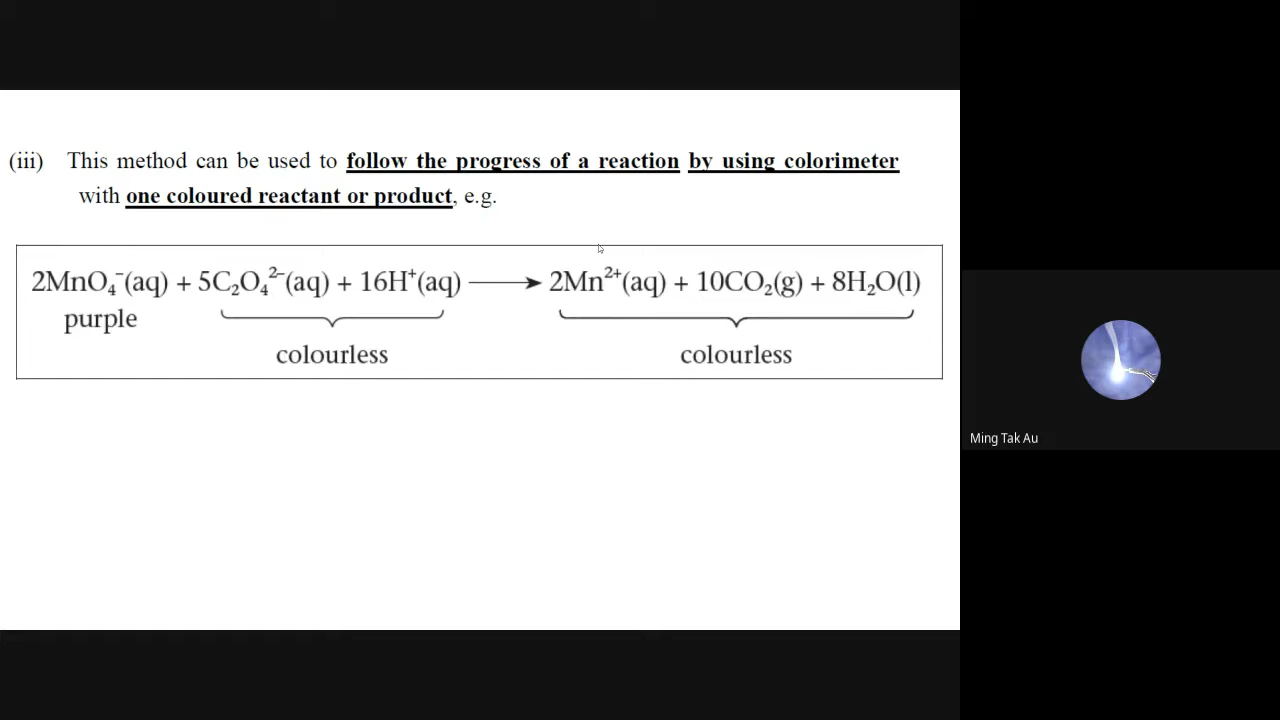 (iii) This method can be used to follow the progress of a reaction by using colorimeter
with one coloured reactant or product, e.g.
2MnO₄⁻(aq) + 5C₂O₄²⁻(aq) + 16H⁺(aq) ⟶ 2Mn²⁺(aq) + 10CO₂(g) + 8H₂O(l)
purple
colourless colourless
Ming Tak Au